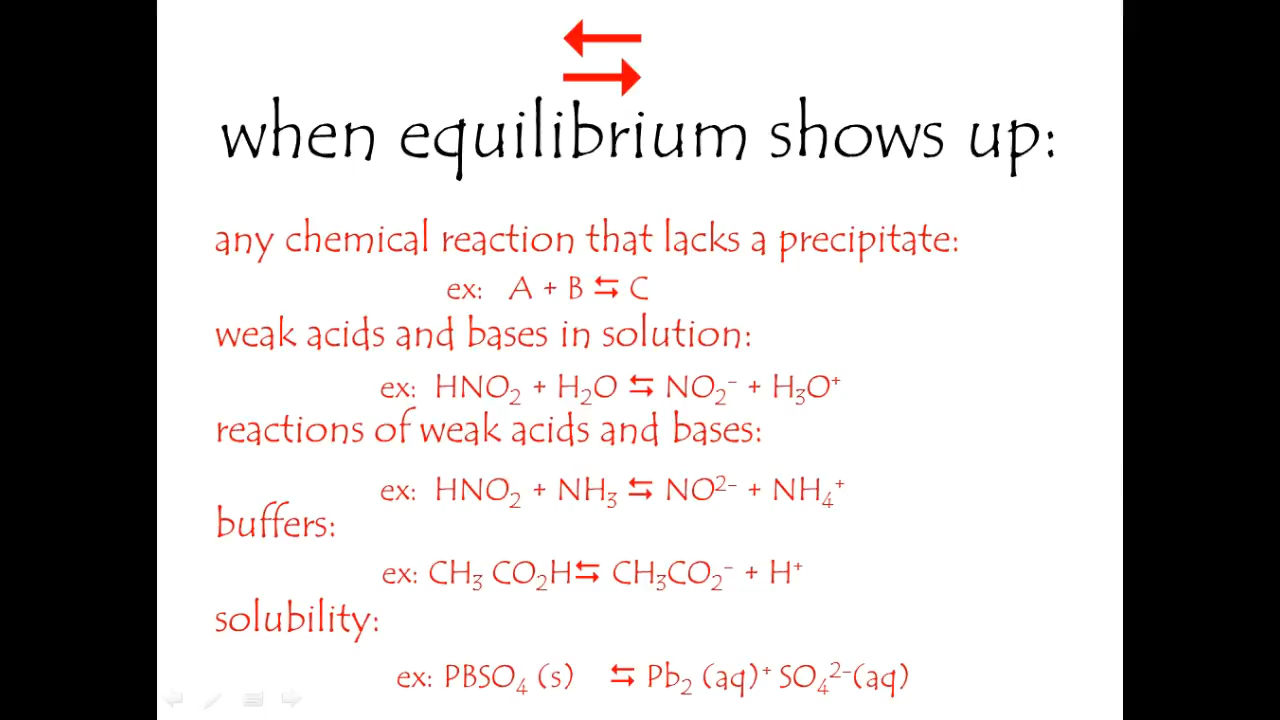 when equilibrium shows up:
any chemical reaction that lacks a precipitate:
ex: A + B ⇆ C
weak acids and bases in solution:
ex: HNO₂ + H₂O ⇆ NO₂⁻ + H₃O⁺
reactions of weak acids and bases:
ex: HNO₂ + NH₃ ⇆ NO²⁻ + NH₄⁺
buffers:
ex: CH₃ CO₂H⇆ CH₃CO₂⁻ + H⁺
solubility:
ex: PBSO₄ (s) ⇆ Pb₂ (aq)⁺ SO₄²⁻(aq)